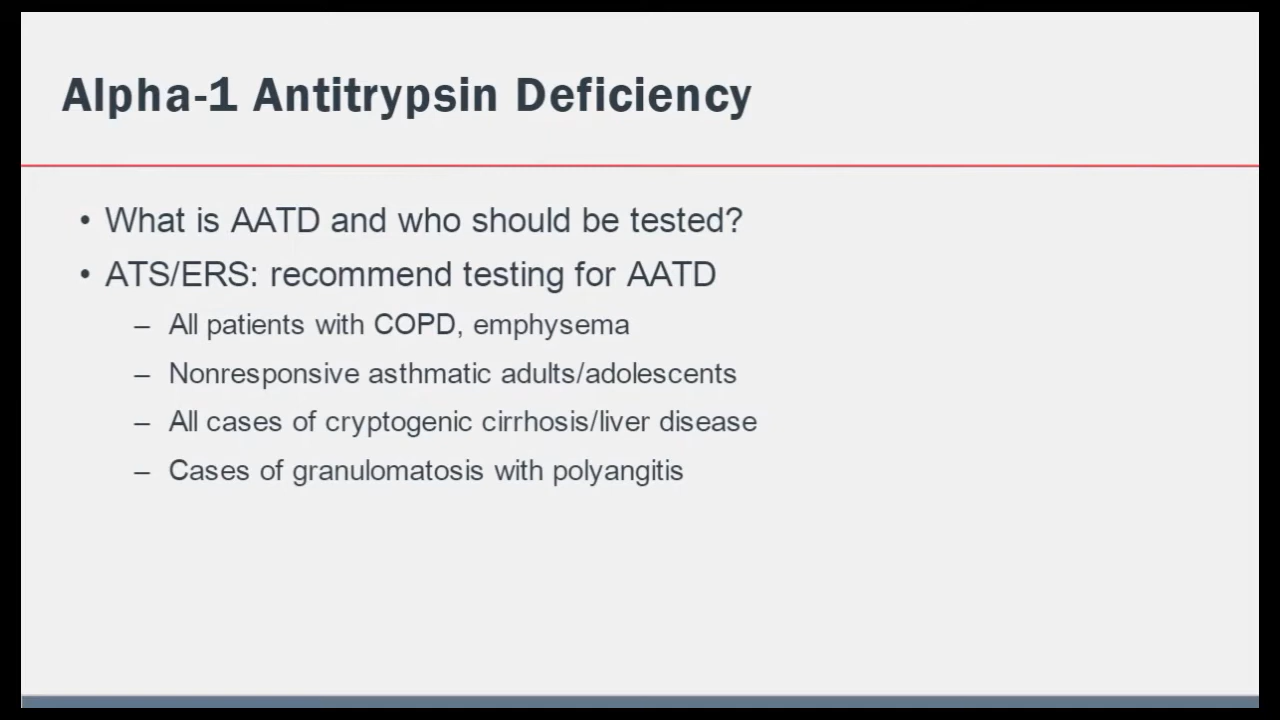 Alpha-1 Antitrypsin Deficiency
• What is AATD and who should be tested?
• ATS/ERS: recommend testing for AATD
– All patients with COPD, emphysema
– Nonresponsive asthmatic adults/adolescents
– All cases of cryptogenic cirrhosis/liver disease
– Cases of granulomatosis with polyangitis